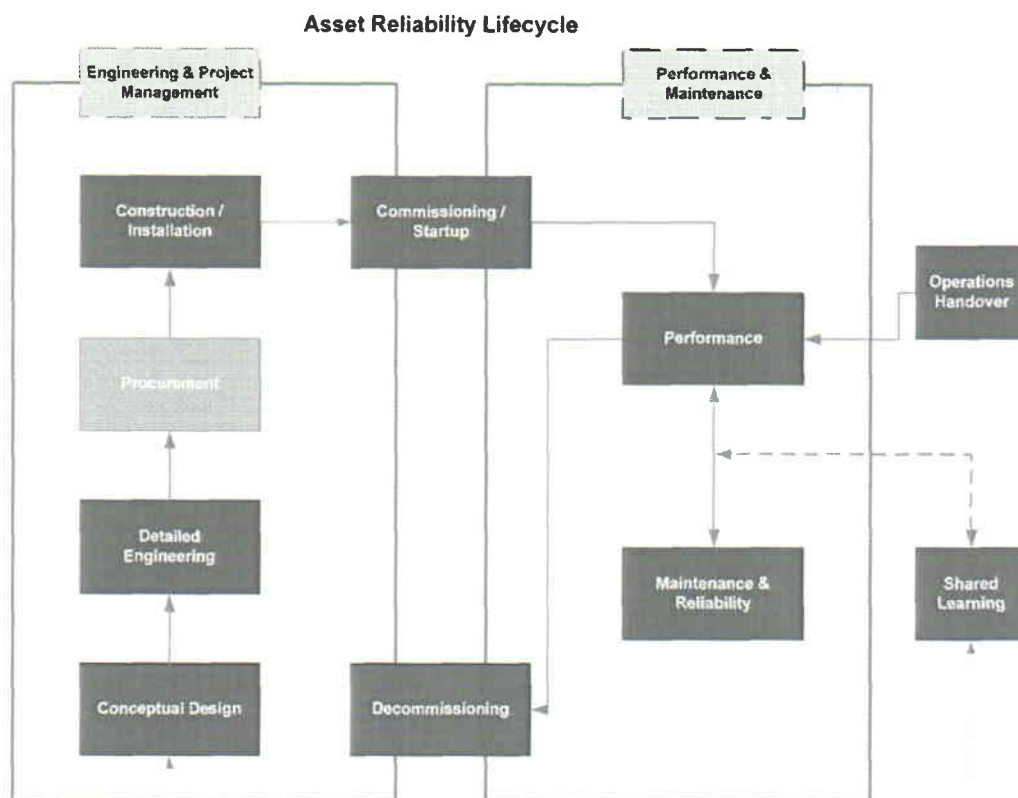 Asset Reliability Lifecycle
Engineering & Project
Management
Performance &
Maintenance
Construction /
Installation
Commissioning /
Startup
Operations
Handover
Performance
Procurement
Detailed
Engineering
Maintenance &
Reliability
Shared
Learning
Conceptual Design
Decommissioning